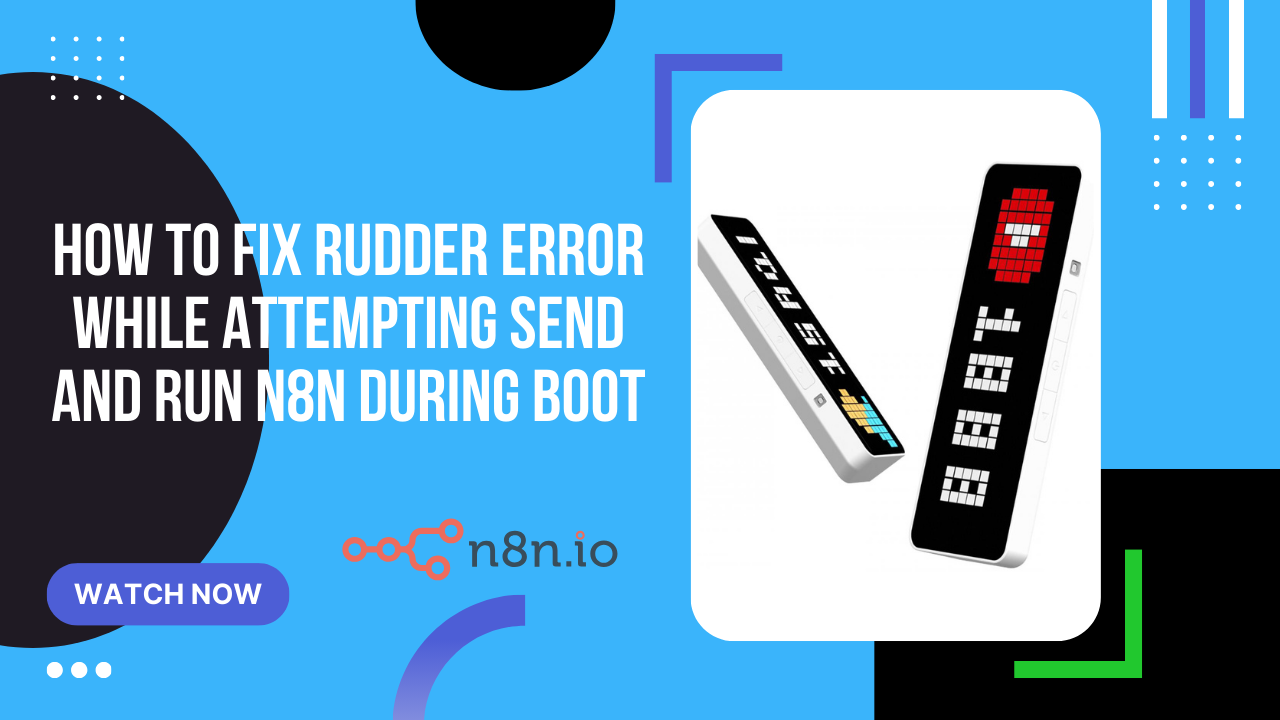 HOW TO FIX RUDDER ERROR
WHILE ATTEMPTING SEND
AND RUN N8N DURING BOOT
n8n.io
WATCH NOW